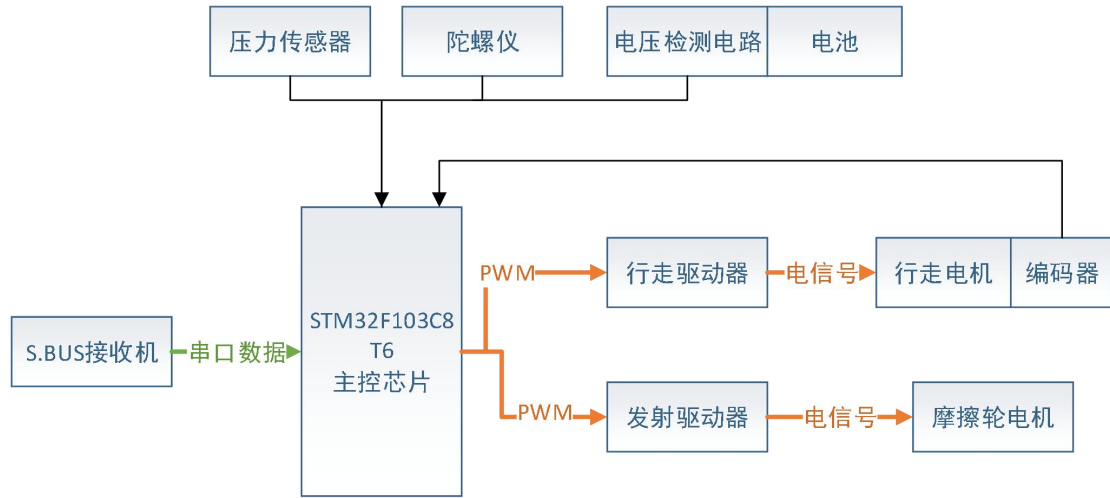 压力传感器
陀螺仪
电压检测电路
电池
PWM
行走驱动器
电信号
行走电机
编码器
STM32F103C8
T6
主控芯片
S.BUS接收机
串口数据
PWM
发射驱动器
电信号
摩擦轮电机